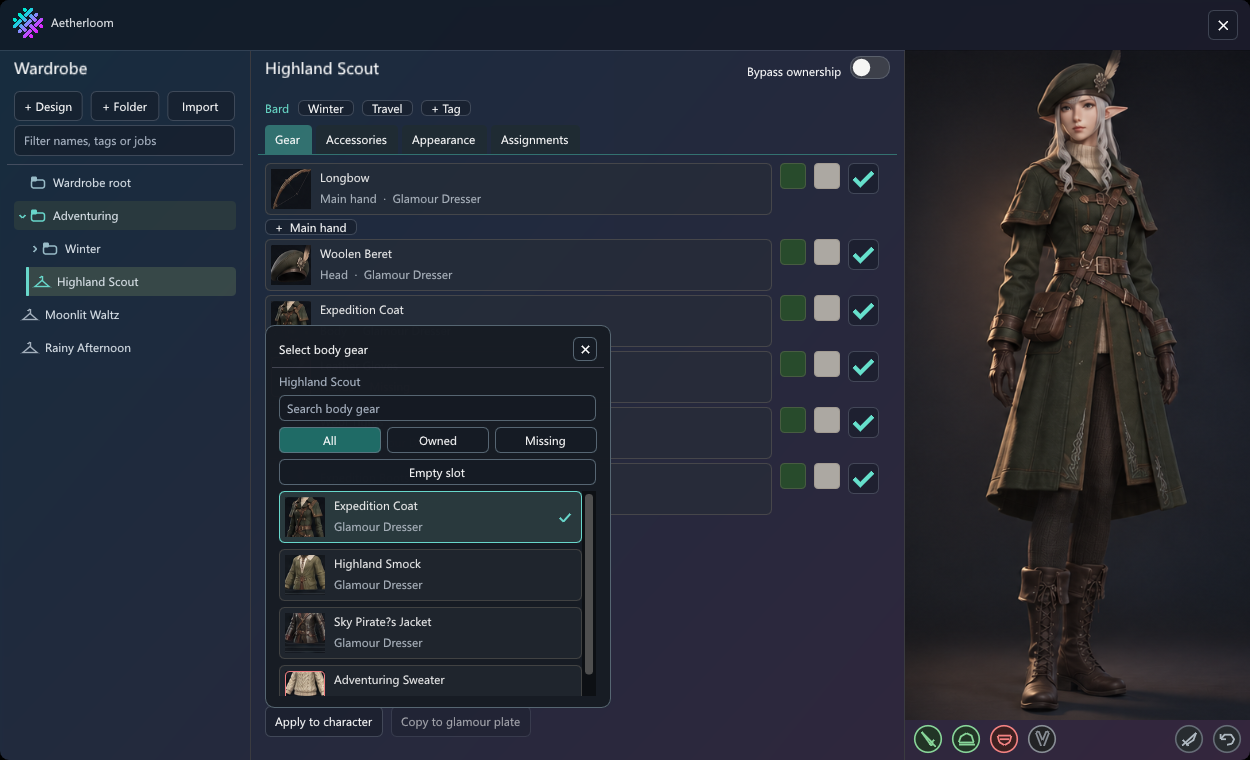 Aetherloom
Wardrobe
+ Design
+ Folder
Import
Filter names, tags or jobs
Wardrobe root
Adventuring
Winter
Highland Scout
Moonlit Waltz
Rainy Afternoon
Highland Scout
Bypass ownership
Bard
Winter
Travel
+ Tag
Gear
Accessories
Appearance
Assignments
Longbow
Main hand · Glamour Dresser
+ Main hand
Woolen Beret
Head · Glamour Dresser
Expedition Coat
Select body gear
Highland Scout
Search body gear
All
Owned
Missing
Empty slot
Expedition Coat
Glamour Dresser
Highland Smock
Glamour Dresser
Sky Pirate?s Jacket
Glamour Dresser
Adventuring Sweater
Apply to character
Copy to glamour plate